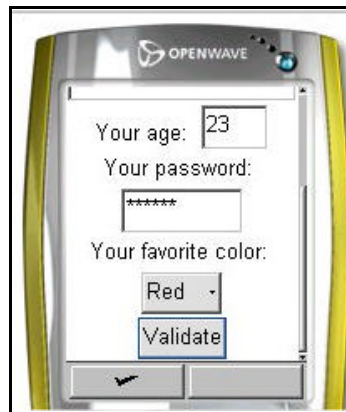 OPENWAVE
Your age: 23
Your password:
******
Your favorite color:
Red
Validate